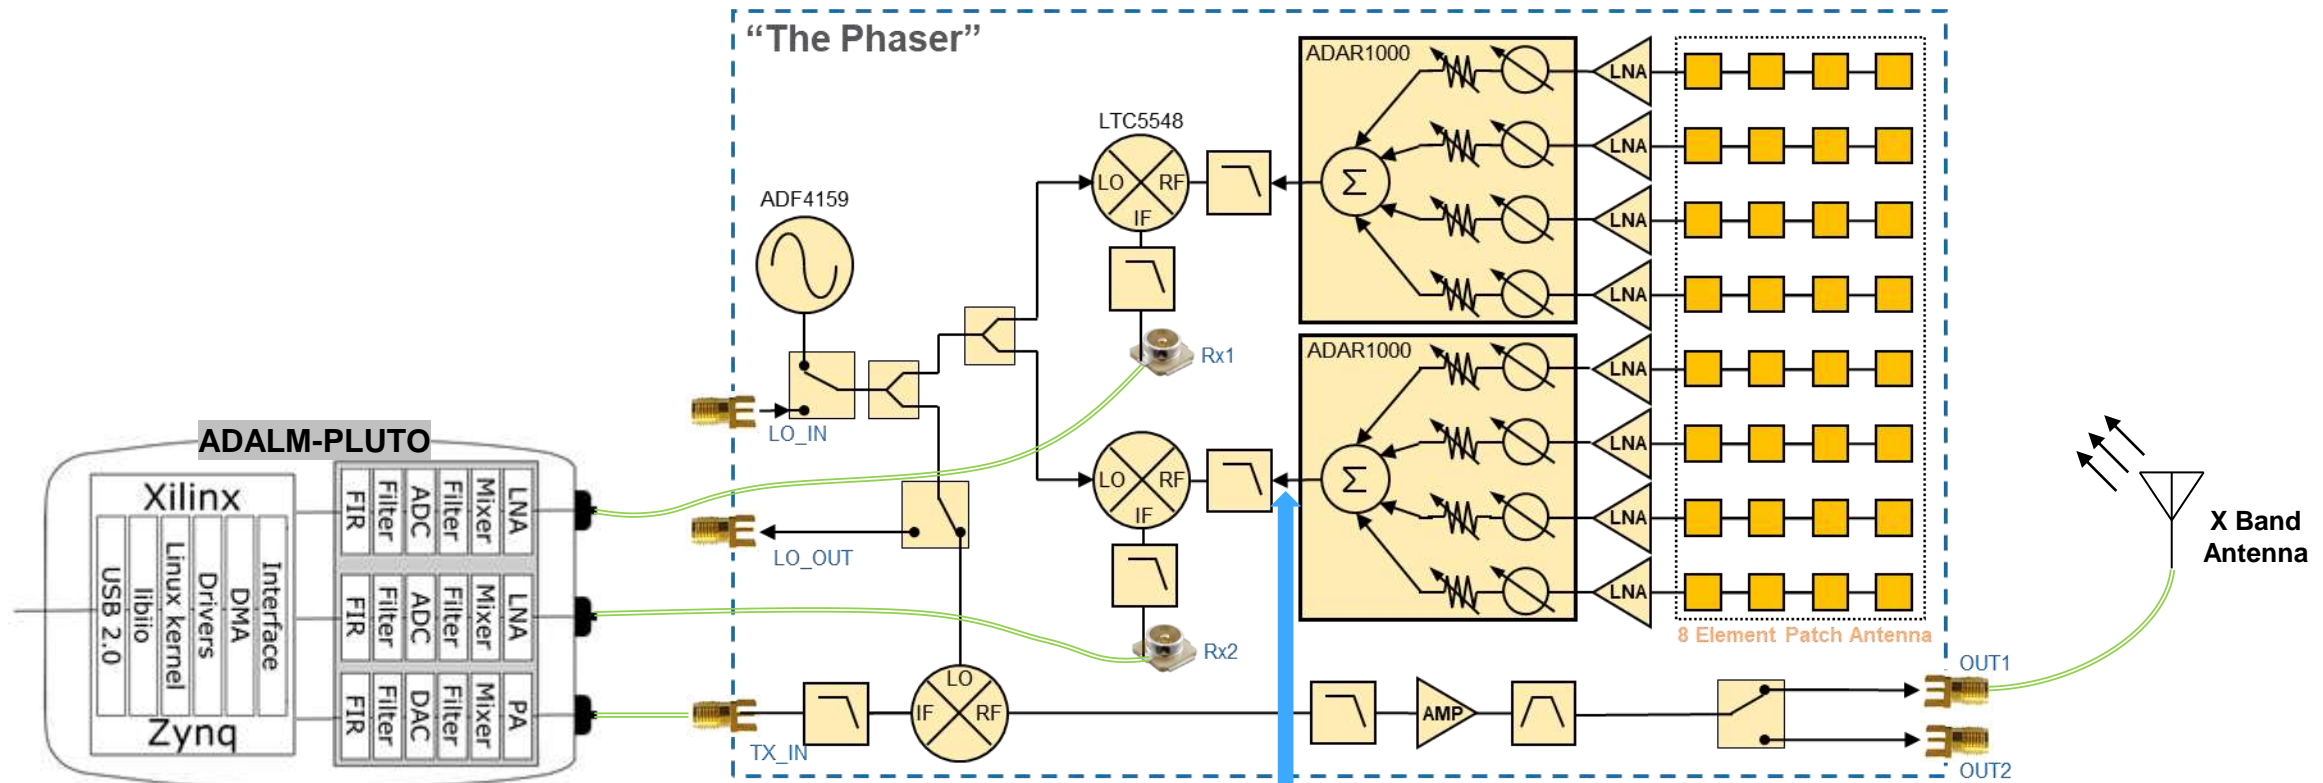 “The Phaser”
ADAR1000
LNA
LNA
LNA
LNA
Σ
LTC5548
LO
RF
IF
ADF4159
Rx1
ADAR1000
LNA
LNA
LNA
LNA
Σ
LO
RF
IF
Rx2
8 Element Patch Antenna
LO_IN
LO_OUT
ADALM-PLUTO
Xilinx
USB 2.0
libiio
Linux kernel
Drivers
DMA
Interface
Zynq
FIR
Filter
ADC
Filter
Mixer
LNA
FIR
Filter
ADC
Filter
Mixer
LNA
FIR
Filter
DAC
Filter
Mixer
PA
TX_IN
LO
IF
RF
AMP
OUT1
OUT2
X Band
Antenna